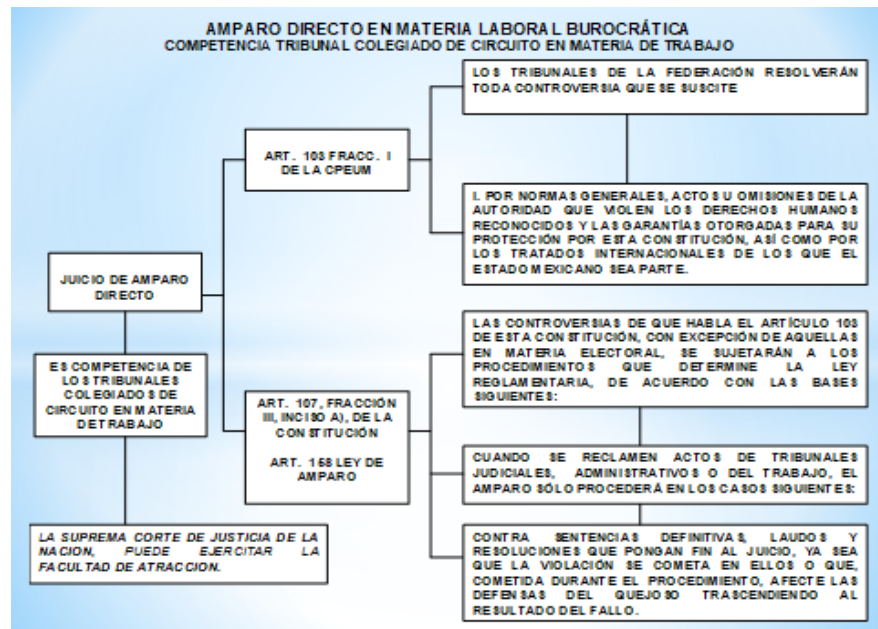 AMPARO DIRECTO EN MATERIA LABORAL BUROCRÁTICA
COMPETENCIA TRIBUNAL COLEGIADO DE CIRCUITO EN MATERIA DE TRABAJO
LOS TRIBUNALES DE LA FEDERACIÓN RESOLVERÁN
TODA CONTROVERSIA QUE SE SUSCITE
ART. 103 FRACC. I
DE LA CPEUM
I. POR NORMAS GENERALES, ACTOS U OMISIONES DE LA
AUTORIDAD QUE VIOLEN LOS DERECHOS HUMANOS
RECONOCIDOS Y LAS GARANTÍAS OTORGADAS PARA SU
PROTECCIÓN POR ESTA CONSTITUCIÓN, ASÍ COMO POR
LOS TRATADOS INTERNACIONALES DE LOS QUE EL
ESTADO MEXICANO SEA PARTE.
JUICIO DE AMPARO
DIRECTO
ES COMPETENCIA DE
LOS TRIBUNALES
COLEGIADOS DE
CIRCUITO EN MATERIA
DE TRABAJO
LA SUPREMA CORTE DE JUSTICIA DE LA
NACION, PUEDE EJERCITAR LA
FACULTAD DE ATRACCION.
ART. 107, FRACCIÓN
III, INCISO A), DE LA
CONSTITUCIÓN
ART. 158 LEY DE
AMPARO
LAS CONTROVERSIAS DE QUE HABLA EL ARTÍCULO 103
DE ESTA CONSTITUCIÓN, CON EXCEPCIÓN DE AQUELLAS
EN MATERIA ELECTORAL, SE SUJETARÁN A LOS
PROCEDIMIENTOS QUE DETERMINE LA LEY
REGLAMENTARIA, DE ACUERDO CON LAS BASES
SIGUIENTES:
CUANDO SE RECLAMEN ACTOS DE TRIBUNALES
JUDICIALES, ADMINISTRATIVOS O DEL TRABAJO, EL
AMPARO SÓLO PROCEDERÁ EN LOS CASOS SIGUIENTES:
CONTRA SENTENCIAS DEFINITIVAS, LAUDOS Y
RESOLUCIONES QUE PONGAN FIN AL JUICIO, YA SEA
QUE LA VIOLACIÓN SE COMETA EN ELLOS O QUE,
COMETIDA DURANTE EL PROCEDIMIENTO, AFECTE LAS
DEFENSAS DEL QUEJOSO TRASCENDIENDO AL
RESULTADO DEL FALLO.